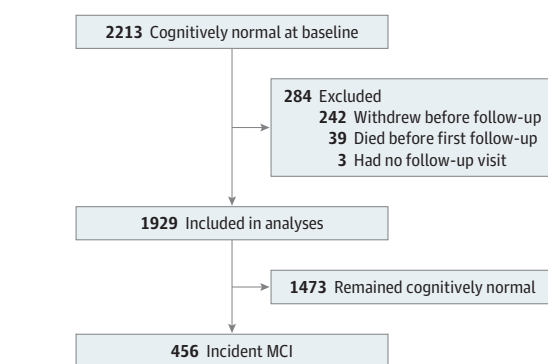 2213 Cognitively normal at baseline
284 Excluded
242 Withdrew before follow-up
39 Died before first follow-up
3 Had no follow-up visit
1929 Included in analyses
1473 Remained cognitively normal
456 Incident MCI